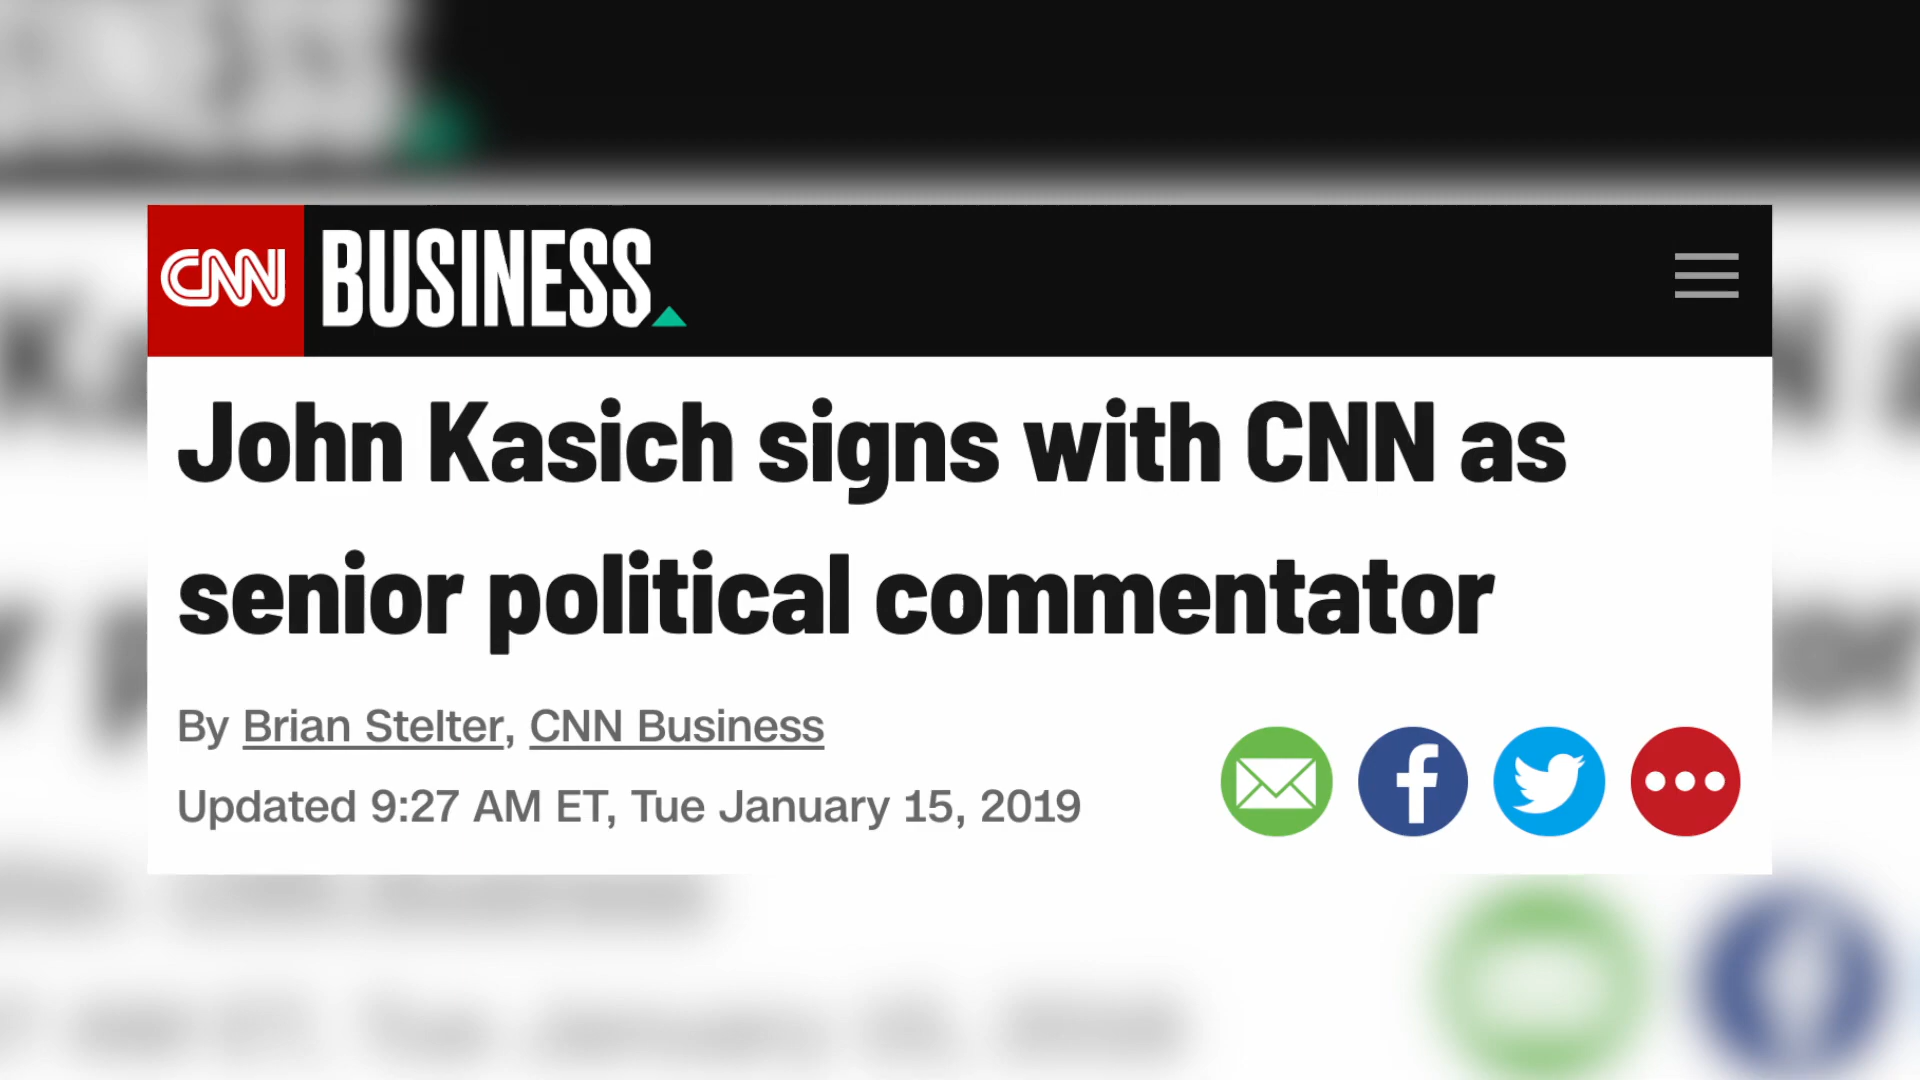 CNN BUSINESS
John Kasich signs with CNN as
senior political commentator
By Brian Stelter, CNN Business
Updated 9:27 AM ET, Tue January 15, 2019